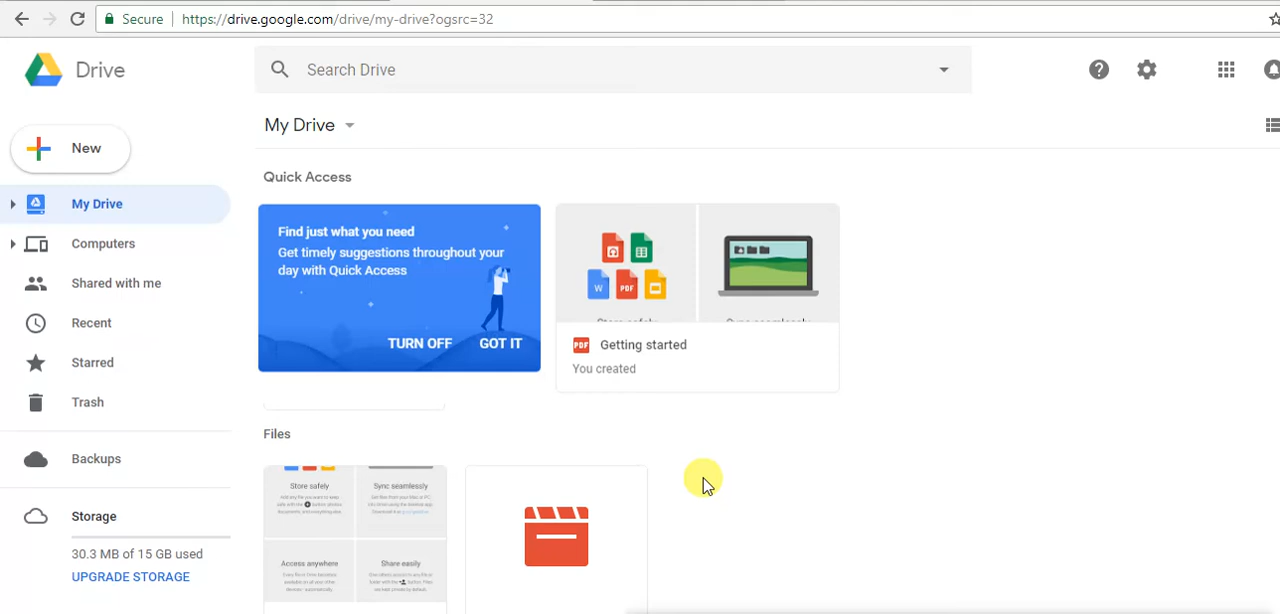 Secure
https://drive.google.com/drive/my-drive?ogsrc=32
Drive
Search Drive
My Drive
New
Quick Access
My Drive
Find just what you need
Get timely suggestions throughout your
day with Quick Access
TURN OFF GOT IT
W
PDF
PDF Getting started
You created
Computers
Shared with me
Recent
Starred
Trash
Backups
Storage
30.3 MB of 15 GB used
UPGRADE STORAGE
Files
Store safely
Sync seamlessly
Access anywhere
Share easily